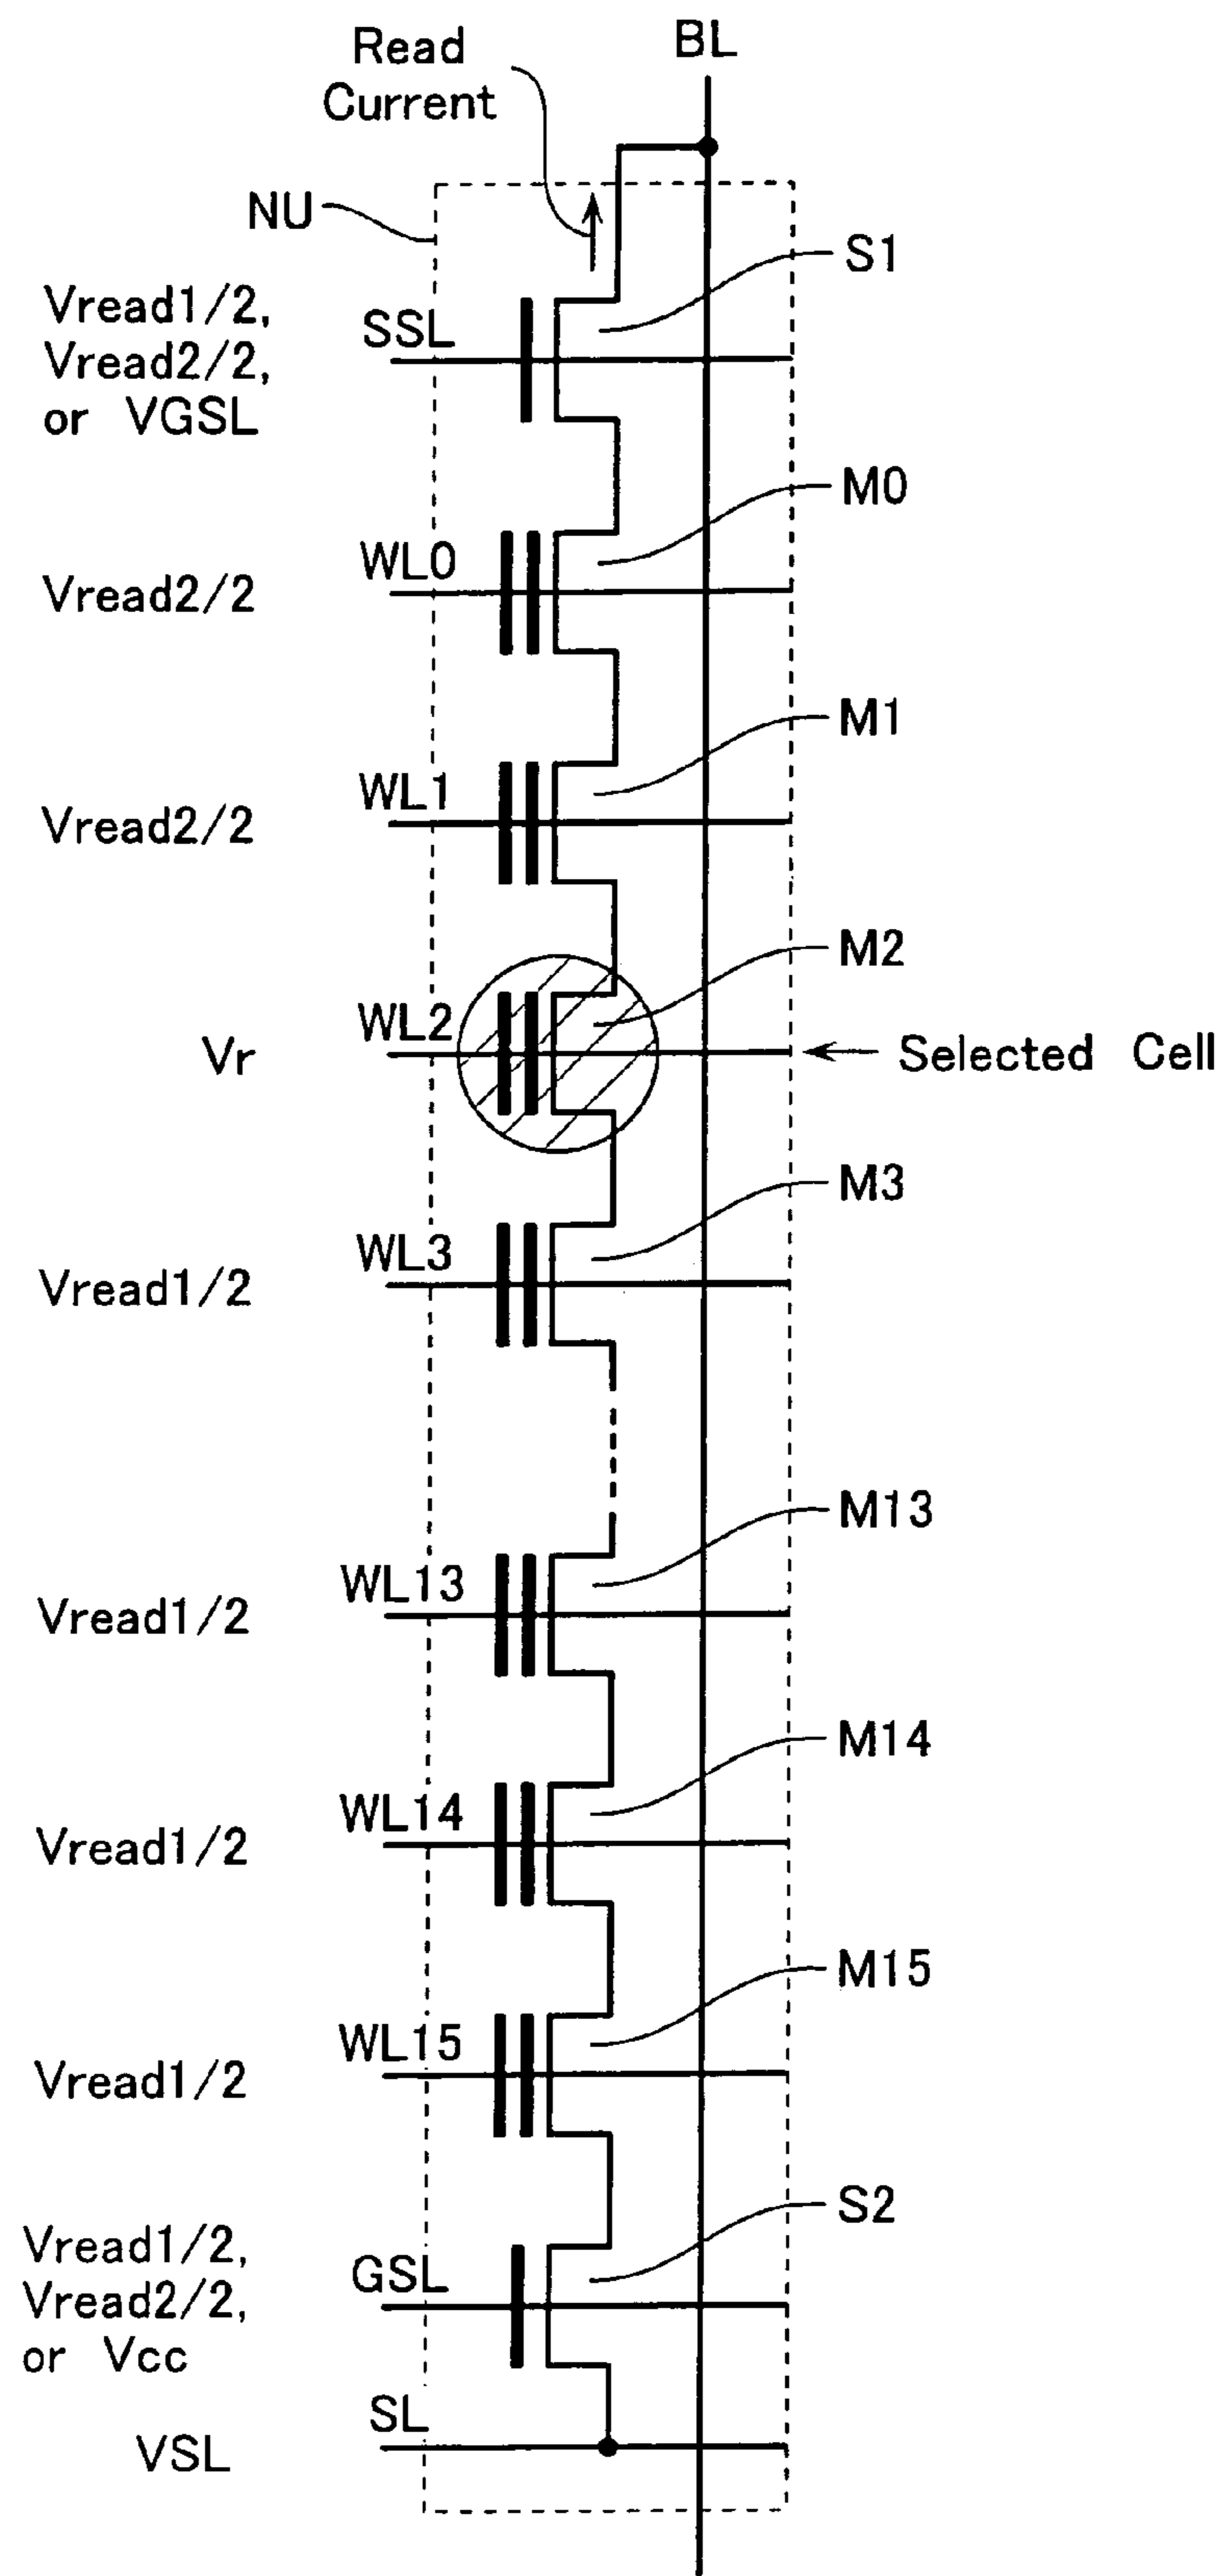 Read
Current
BL
NU
S1
Vread1/2,
Vread2/2,
or VGSL
SSL
M0
Vread2/2
WL0
M1
Vread2/2
WL1
M2
Vr
WL2
Selected Cell
M3
Vread1/2
WL3
M13
Vread1/2
WL13
M14
Vread1/2
WL14
M15
Vread1/2
WL15
S2
Vread1/2,
Vread2/2,
or Vcc
GSL
SL
VSL